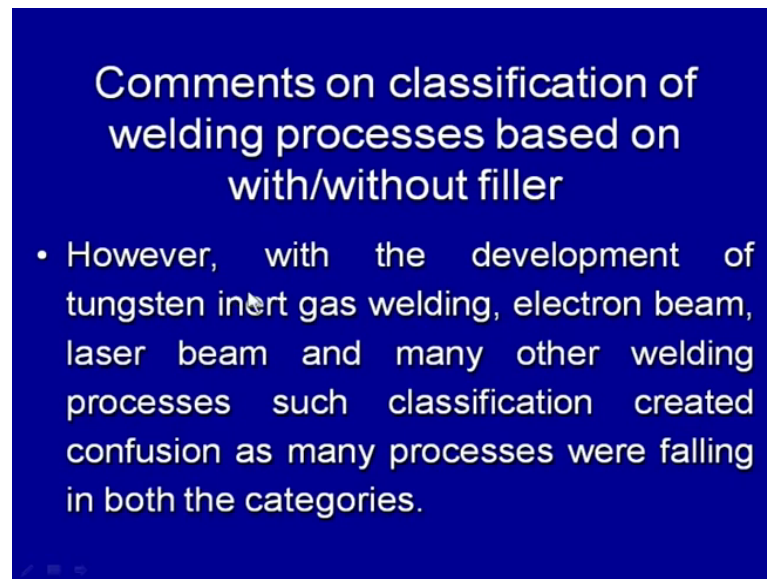 Comments on classification of
welding processes based on
with/without filler
• However, with the development of
tungsten inert gas welding, electron beam,
laser beam and many other welding
processes such classification created
confusion as many processes were falling
in both the categories.